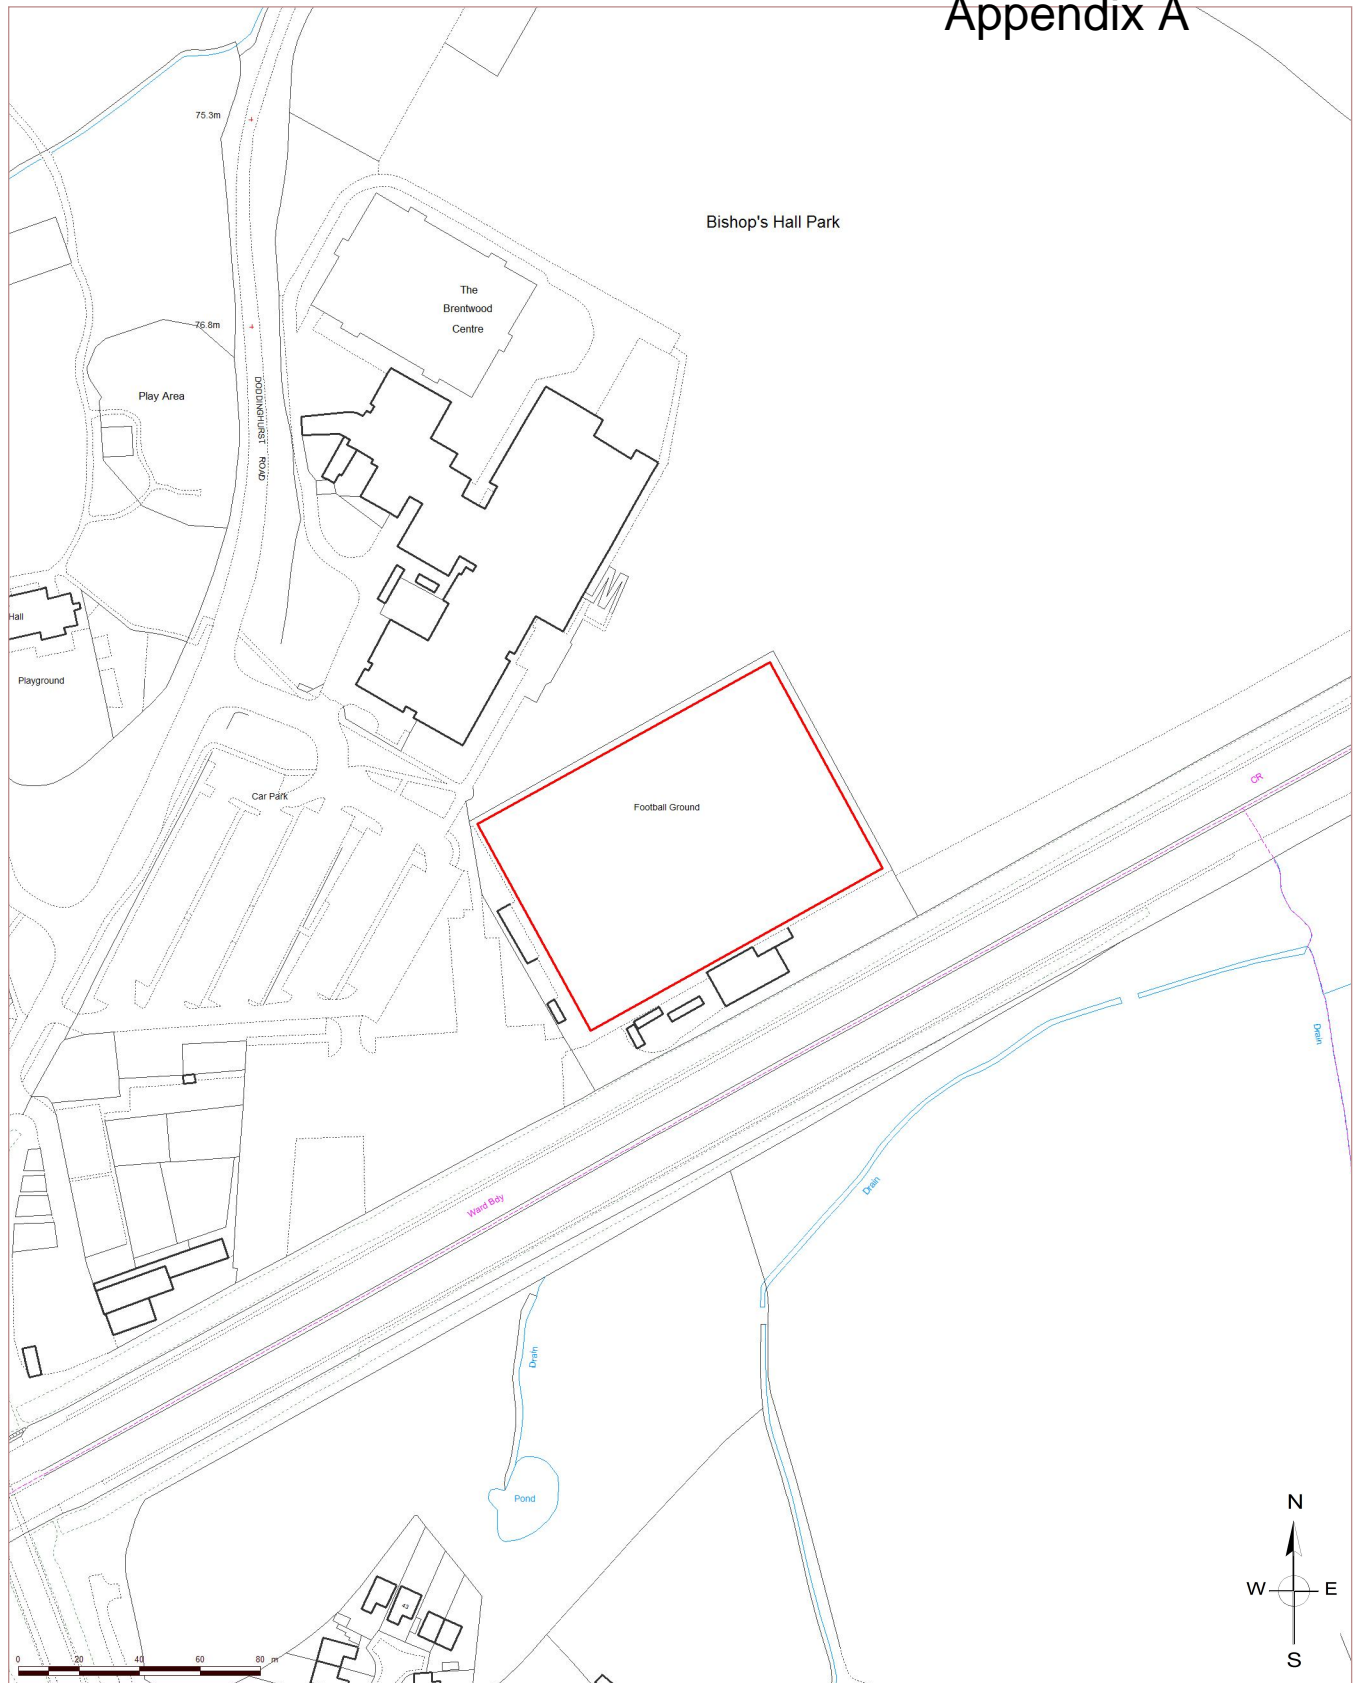 Appendix A
75.3m
Bishop's Hall Park
The
Brentwood
Centre
76.8m
Play Area
DODDINGHURST ROAD
Hall
Playground
CR
Car Park
Football Ground
Drain
Drain
Ward Bdy
Drain
Pond
N
W E
S
43
0 20 40 60 80 m